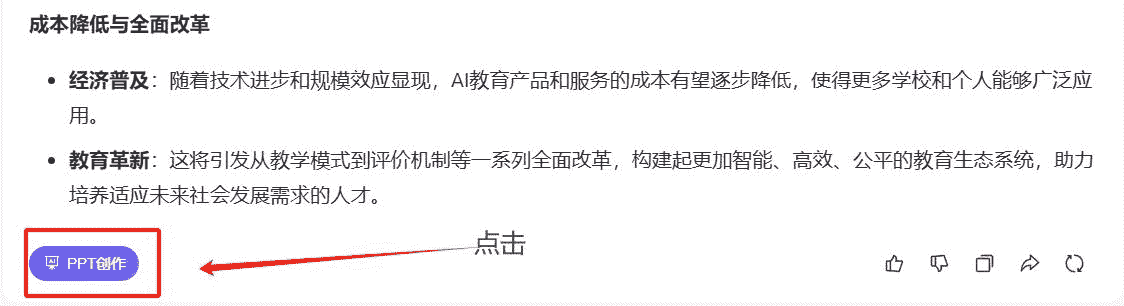 成本降低与全面改革
• 经济普及：随着技术进步和规模效应显现，AI教育产品和服务的成本有望逐步降低，使得更多学校和个人能够广泛应
用。
• 教育革新：这将引发从教学模式到评价机制等一系列全面改革，构建起更加智能、高效、公平的教育生态系统，助力
培养适应未来社会发展需求的人才。
点击
AI PPT创作